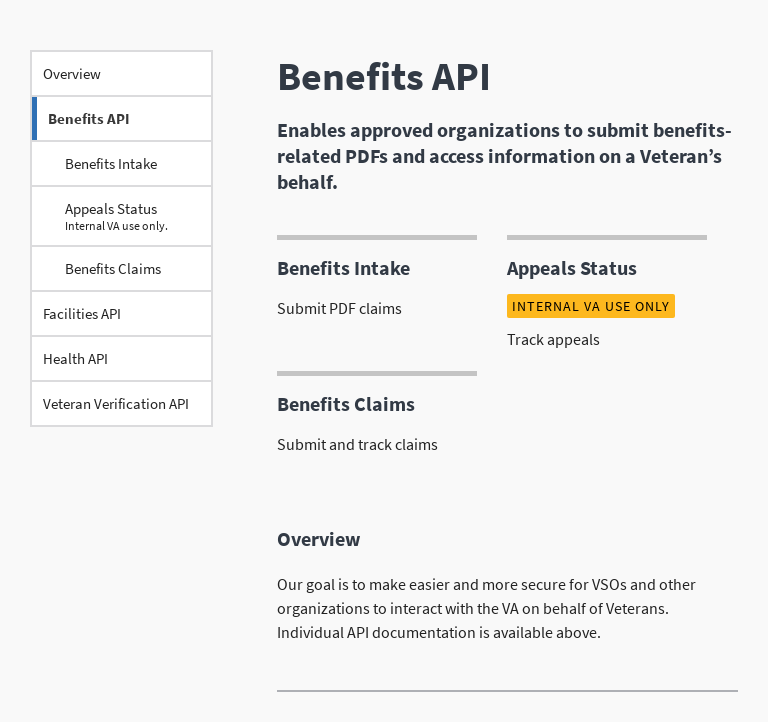 Overview
Benefits API
Benefits Intake
Appeals Status
Internal VA use only.
Benefits Claims
Facilities API
Health API
Veteran Verification API
Benefits API
Enables approved organizations to submit benefits-
related PDFs and access information on a Veteran’s
behalf.
Benefits Intake
Submit PDF claims
Appeals Status
INTERNAL VA USE ONLY
Track appeals
Benefits Claims
Submit and track claims
Overview
Our goal is to make easier and more secure for VSOs and other
organizations to interact with the VA on behalf of Veterans.
Individual API documentation is available above.